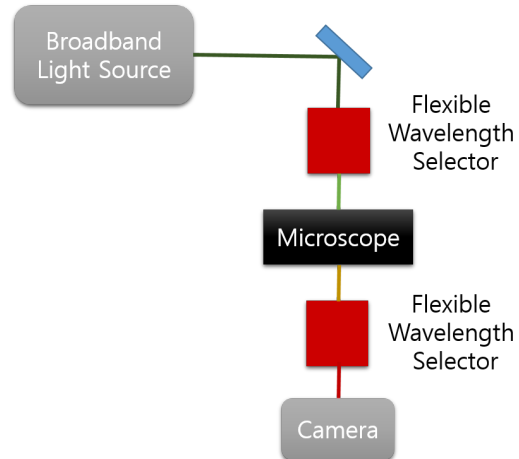 Broadband
Light Source
Flexible
Wavelength
Selector
Microscope
Flexible
Wavelength
Selector
Camera